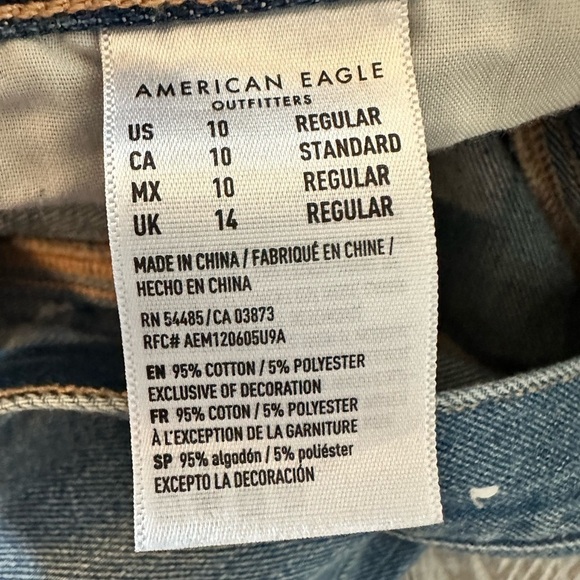 AMERICAN EAGLE
OUTFITTERS
US 10 REGULAR
CA 10 STANDARD
MX 10 REGULAR
UK 14 REGULAR
MADE IN CHINA / FABRIQUÉ EN CHINE /
HECHO EN CHINA
RN 54485/CA 03873
RFC# AEM120605U9A
EN 95% COTTON / 5% POLYESTER
EXCLUSIVE OF DECORATION
FR 95% COTON / 5% POLYESTER
À L'EXCEPTION DE LA GARNITURE
SP 95% algodón / 5% poliéster
EXCEPTO LA DECORACIÓN